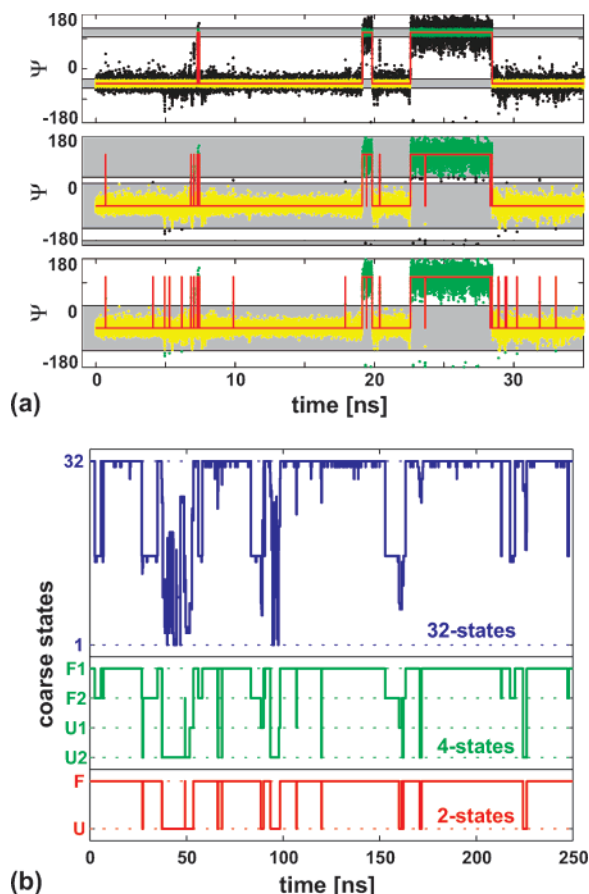 180
Ψ
0
-180
180
Ψ
0
-180
180
Ψ
0
-180
0 10 20 30
time [ns]
(a)
32
1
32-states
coarse states
F1
F2
U1
U2
4-states
F
U
2-states
0 50 100 150 200 250
time [ns]
(b)